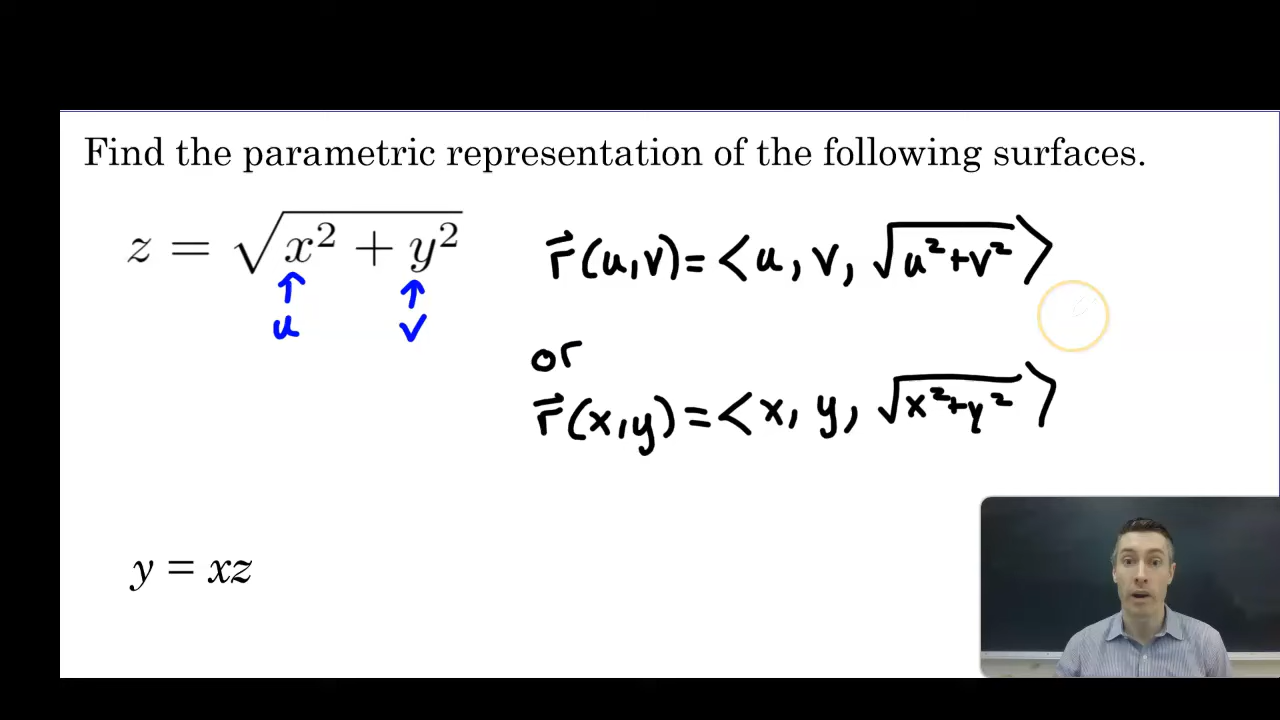 Find the parametric representation of the following surfaces.
z = √(x² + y²)
u v
r⃗(u,v)=<u, v, √(u²+v²)>
or
r⃗(x,y)=<x, y, √(x²+y²)>
y = xz